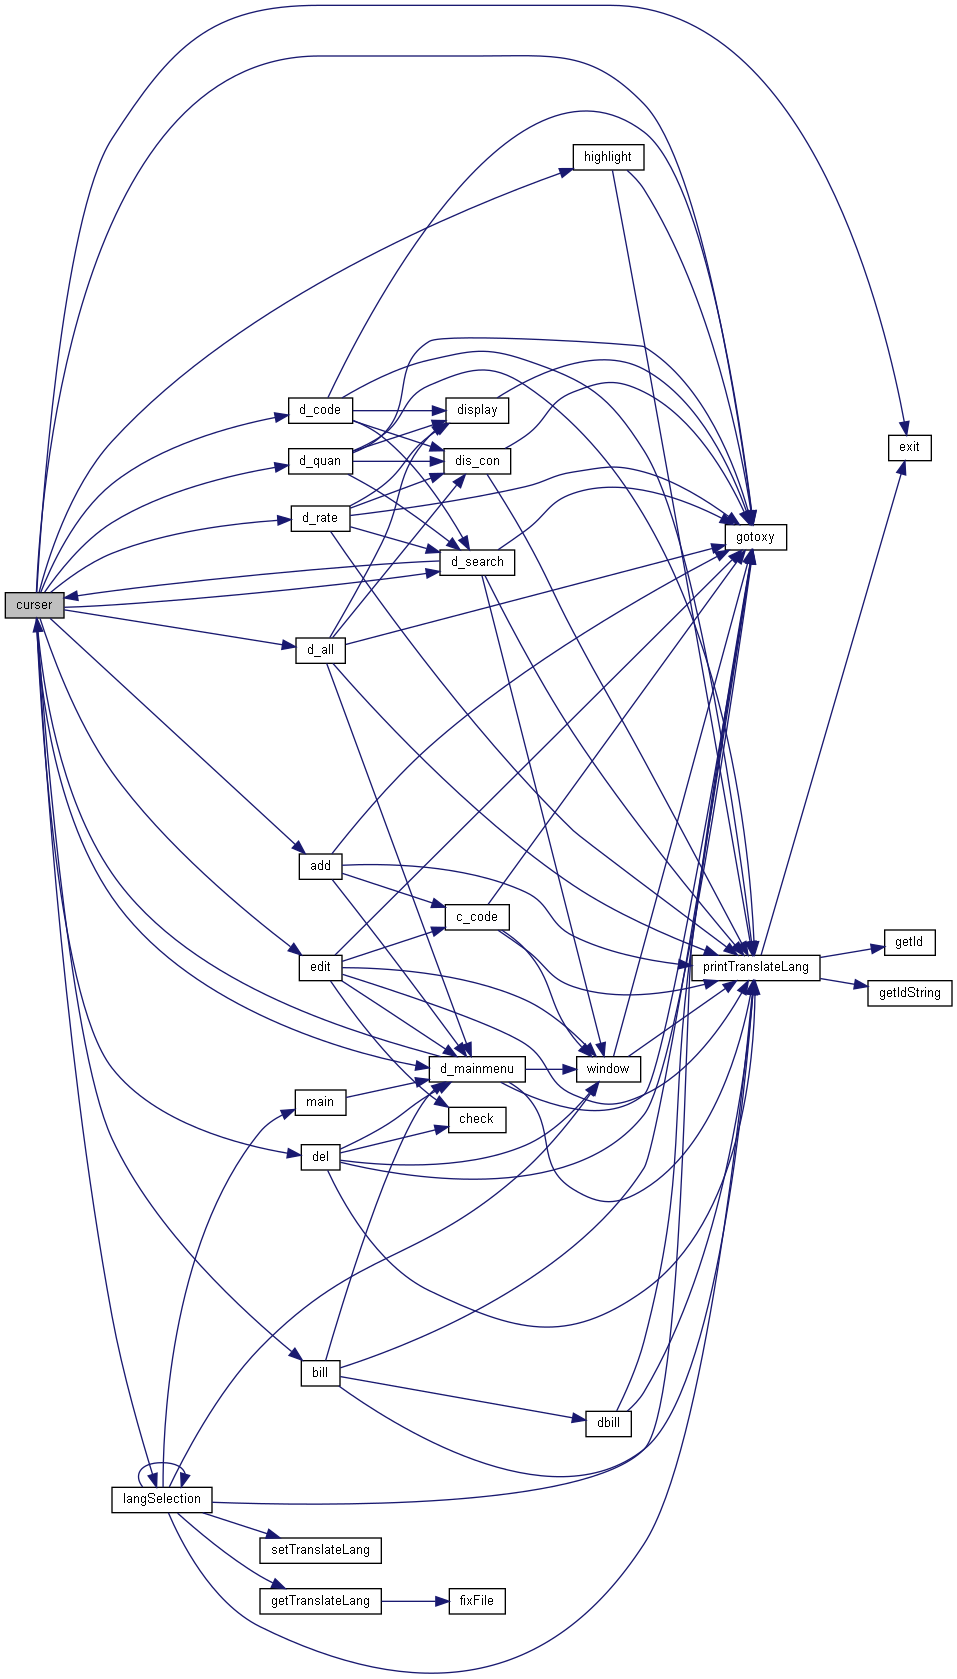 highlight
d_code
display
exit
d_quan
dis_con
d_rate
gotoxy
d_search
curser
d_all
add
c_code
getId
edit
printTranslateLang
getIdString
d_mainmenu
window
main
check
del
bill
dbill
langSelection
setTranslateLang
getTranslateLang
fixFile